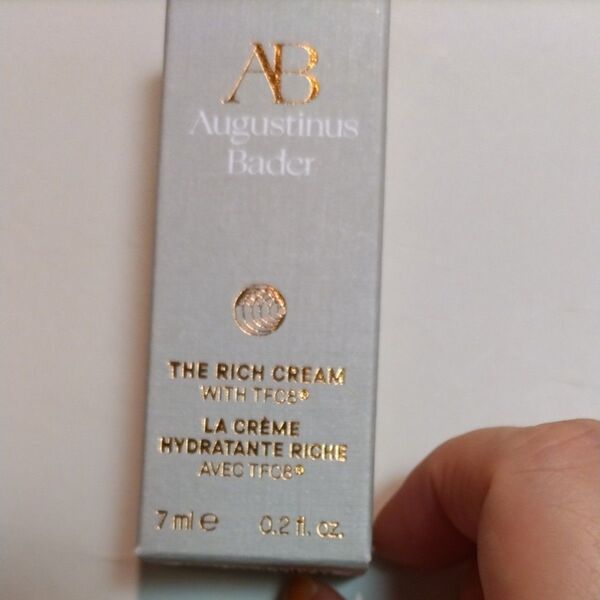 AB
Augustinus
Bader
THE RICH CREAM
WITH TFC8®
LA CRÈME
HYDRATANTE RICHE
AVEC TFC8®
7 ml e 0.2 fl. oz.